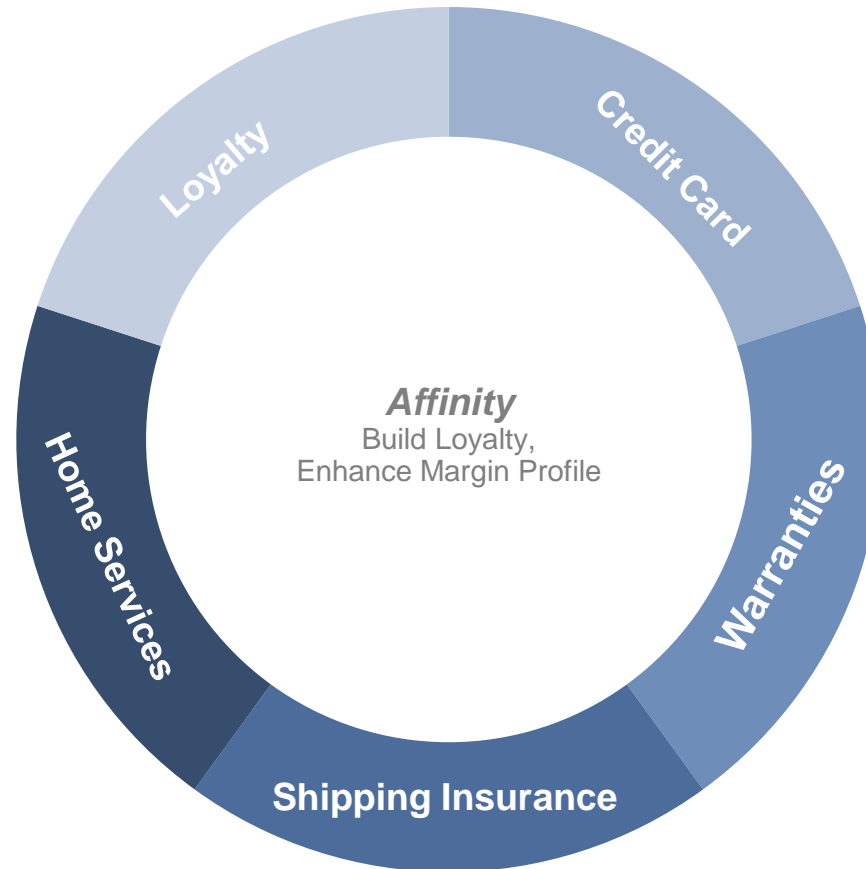 Loyalty
Credit Card
Affinity
Build Loyalty,
Enhance Margin Profile
Home Services
Warranties
Shipping Insurance